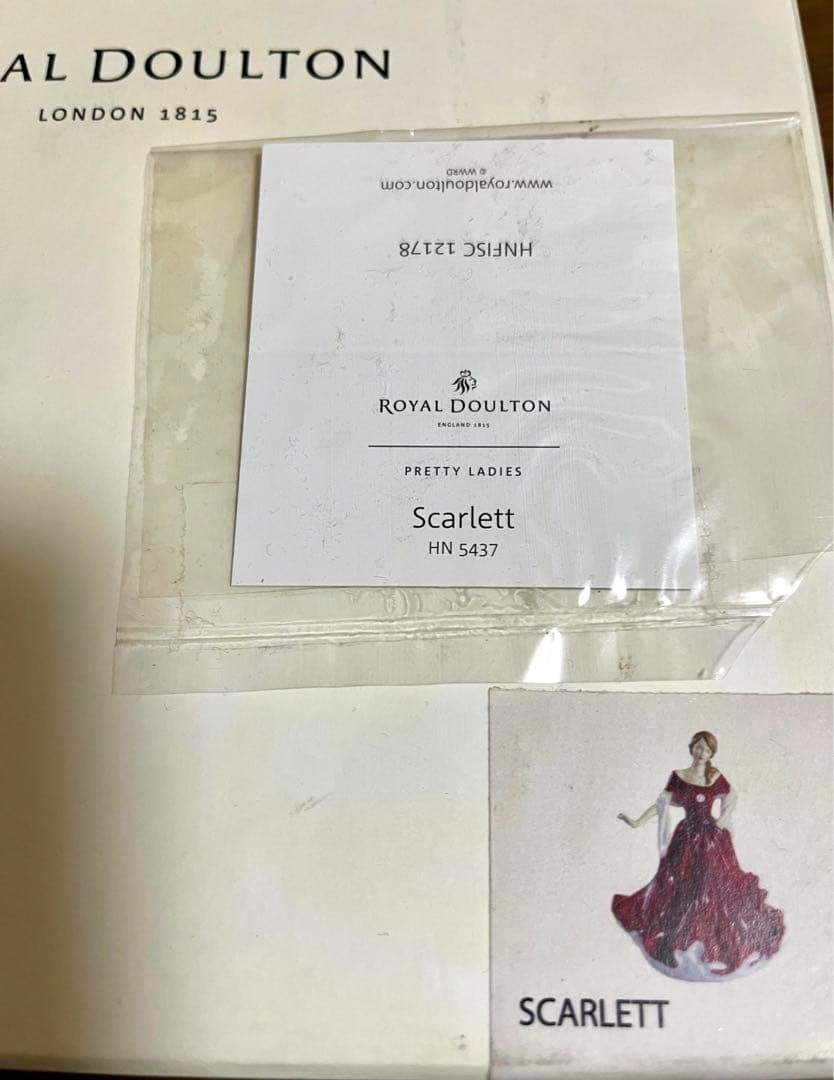 AL DOULTON
LONDON 1815
www.royaldoulton.com
© WWRD
HNFISC 12178
ROYAL DOULTON
ENGLAND 1815
PRETTY LADIES
Scarlett
HN 5437
SCARLETT